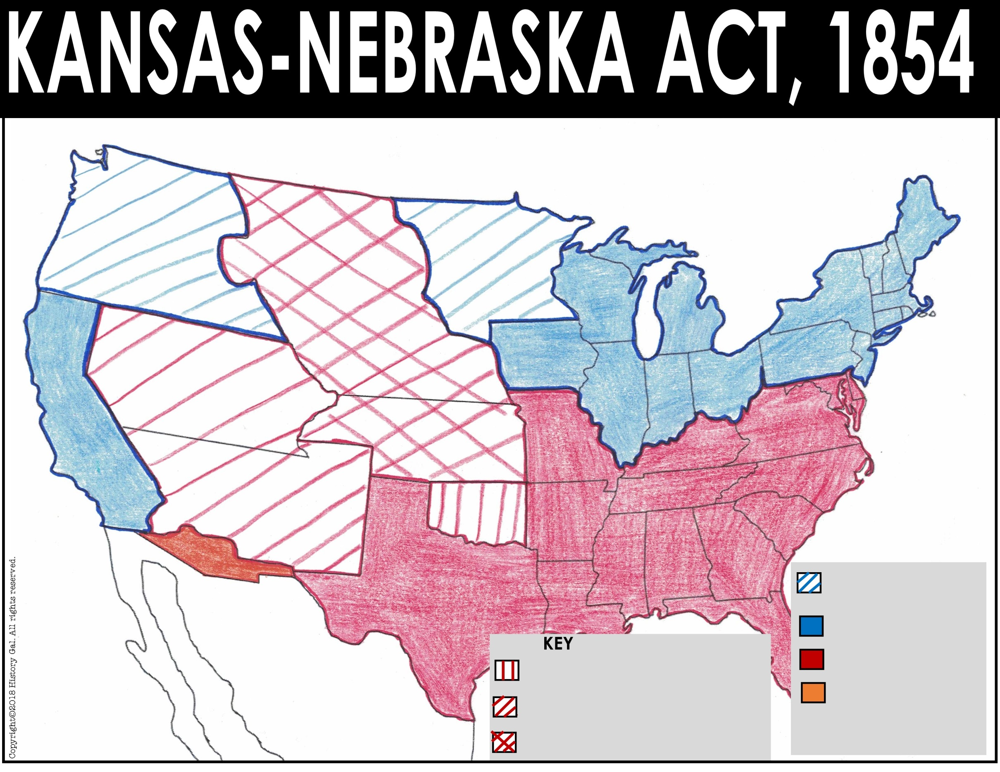 KANSAS-NEBRASKA ACT, 1854
Copyright©2018 History Gal. All rights reserved.
KEY